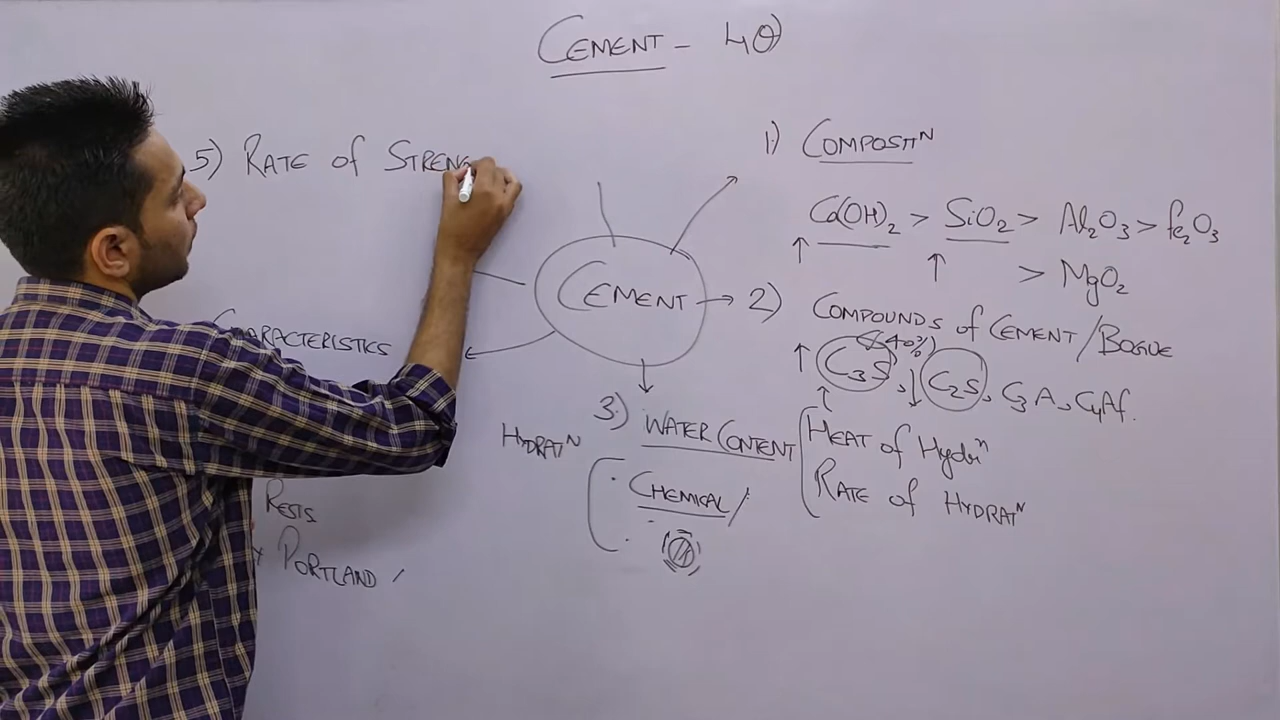 CEMENT - 4Q
1.) COMPOSITᴺ
Ca(OH)₂ > SiO₂ > Al₂O₃ > Fe₂O₃
> MgO₂
5) RATE of STRENG
CEMENT
2) COMPOUNDS of CEMENT/BOGUE
(40%)
C₃S, C₂S, C₃A, C₄Af.
HEAT of Hydrⁿ
RATE of HYDRATᴺ
3.) WATER CONTENT
HYDRATᴺ
CHEMICAL/
CHARACTERISTICS
RESIS
PORTLAND